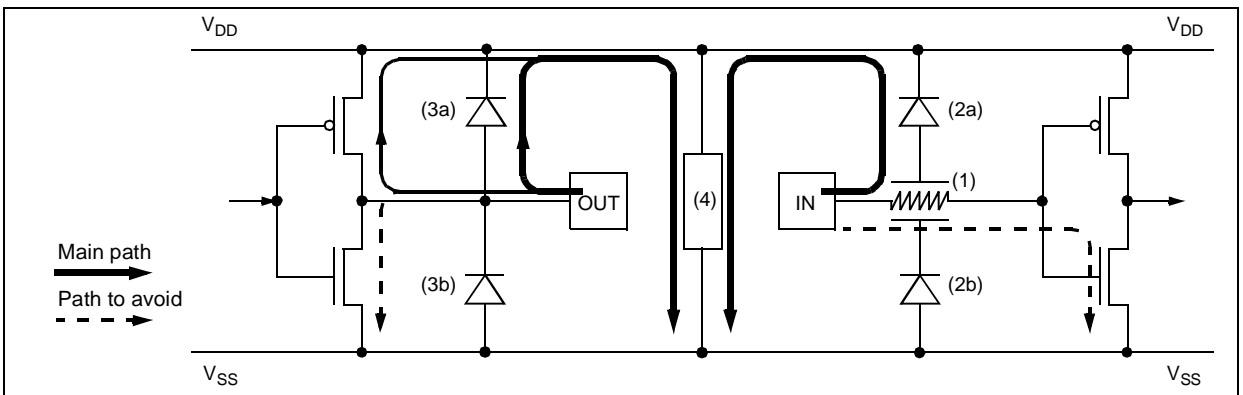 VDD
VDD
(3a)
(2a)
(1)
OUT
(4)
IN
Main path
Path to avoid
(3b)
(2b)
VSS
VSS